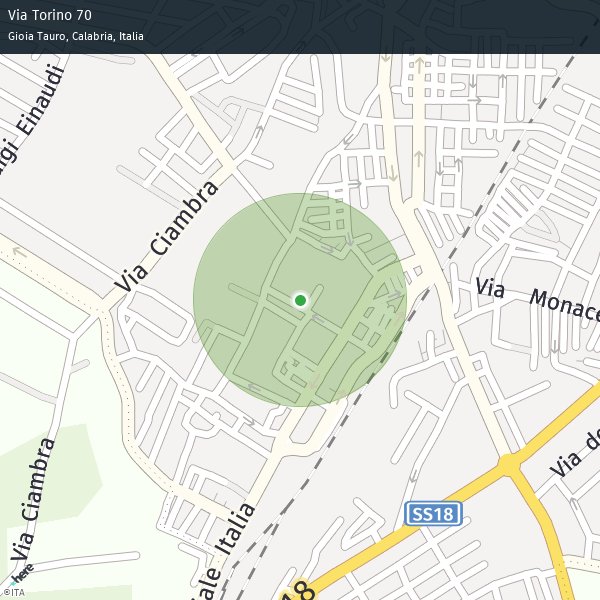 Via Torino 70
Gioia Tauro, Calabria, Italia
igi Einaudi
Via Ciambra
Via Monace
Via de
SS18
Via Ciambra
ale Italia
18
here
©ITA